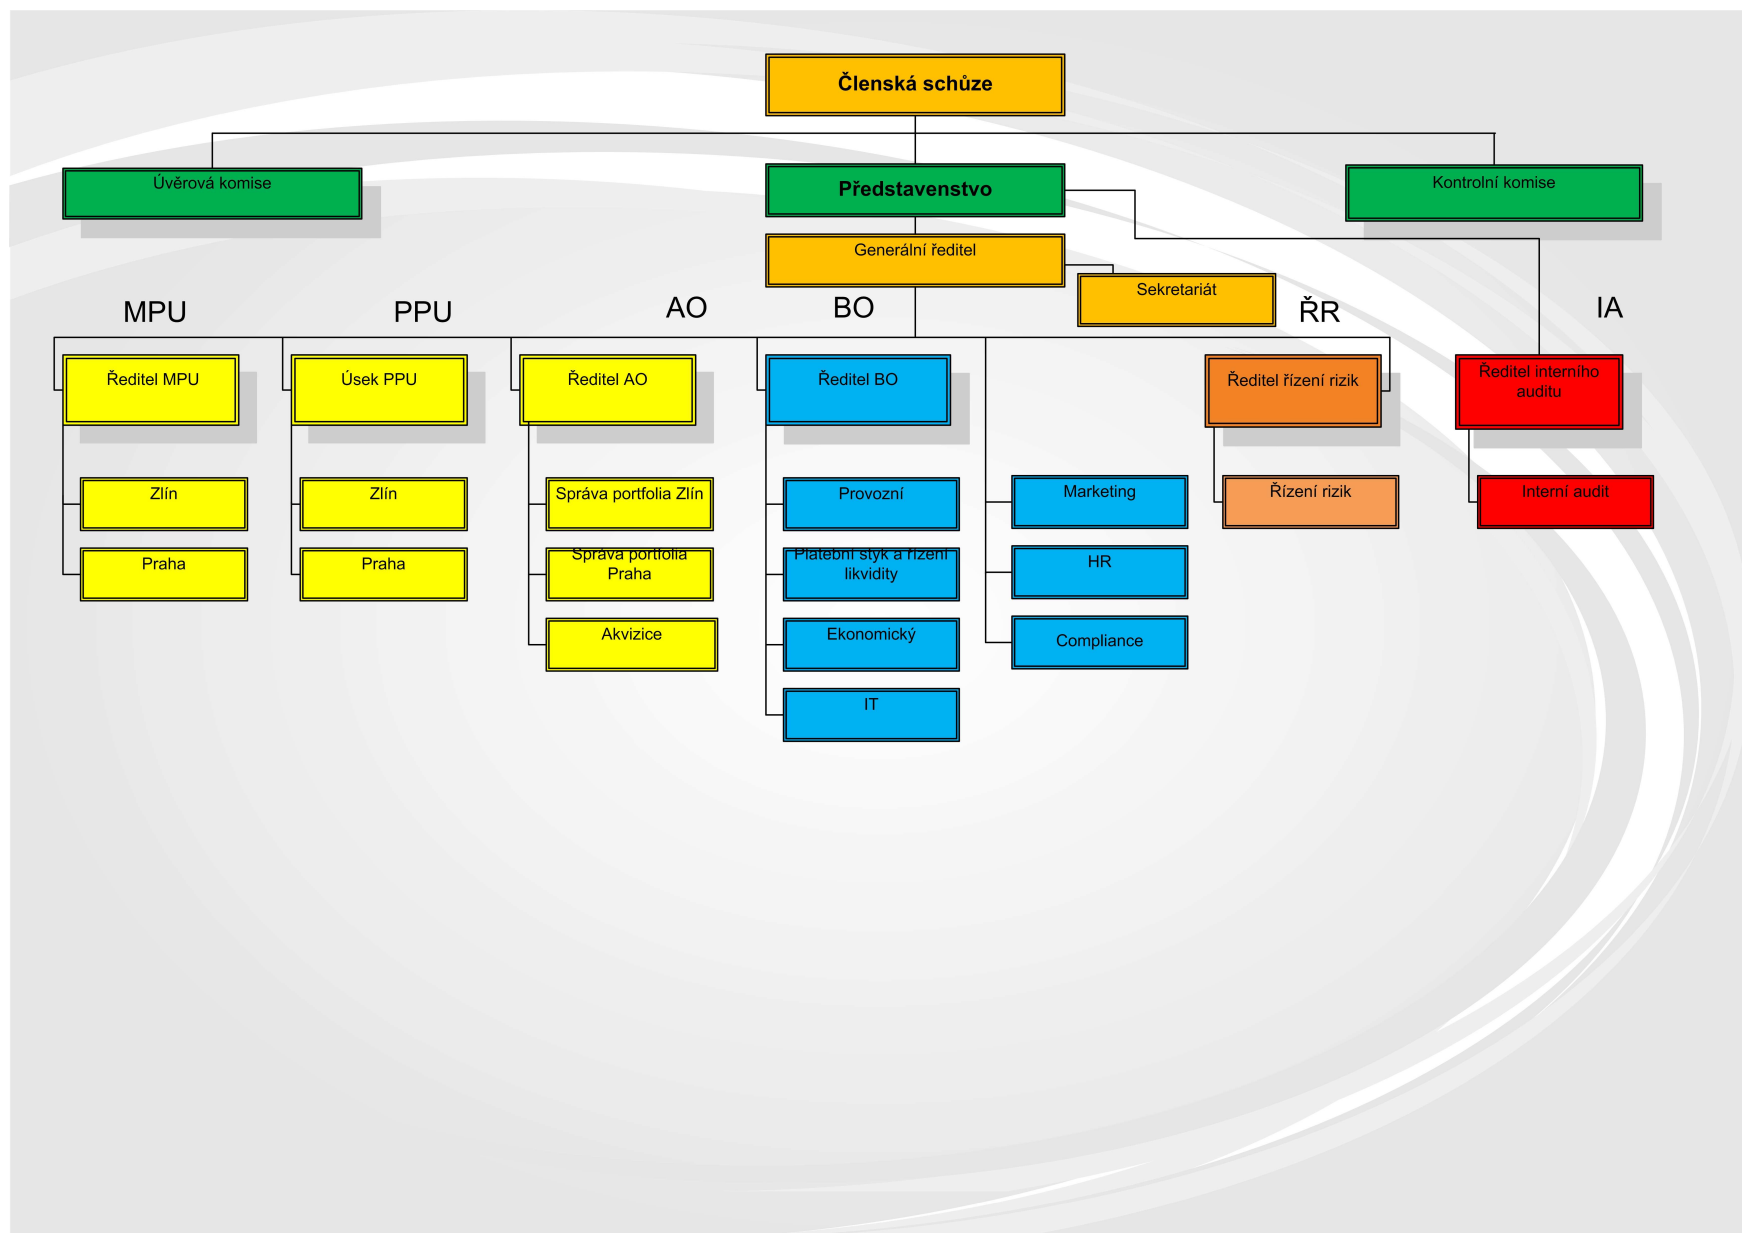 Členská schůze
Úvěrová komise
Představenstvo
Kontrolní komise
Generální ředitel
Sekretariát
MPU
PPU
AO
BO
ŘR
IA
Ředitel MPU
Úsek PPU
Ředitel AO
Ředitel BO
Ředitel řízení rizik
Ředitel interního
auditu
Zlín
Zlín
Správa portfolia Zlín
Provozní
Marketing
Řízení rizik
Interní audit
Praha
Praha
Správa portfolia
Praha
Platební styk a řízení
likvidity
HR
Akvizice
Ekonomický
Compliance
IT